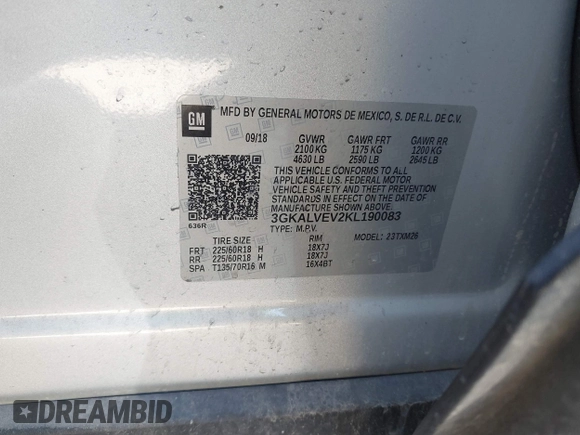 GM
MFD BY GENERAL MOTORS DE MEXICO, S. DE R.L. DE C.V.
09/18 GVWR GAWR FRT GAWR RR
2100 KG 1175 KG 1200 KG
4630 LB 2590 LB 2645 LB
THIS VEHICLE CONFORMS TO ALL
APPLICABLE U.S. FEDERAL MOTOR
VEHICLE SAFETY AND THEFT PREVENTION
STANDARDS IN EFFECT ON THE DATE OF
MANUFACTURE SHOWN ABOVE.
3GKALVEV2KL190083
636R TYPE: M.P.V. MODEL: 23TXM26
TIRE SIZE RIM
FRT 225/60R18 H 18X7J
RR 225/60R18 H 18X7J
SPA T135/70R16 M 16X4BT
DREAMBID